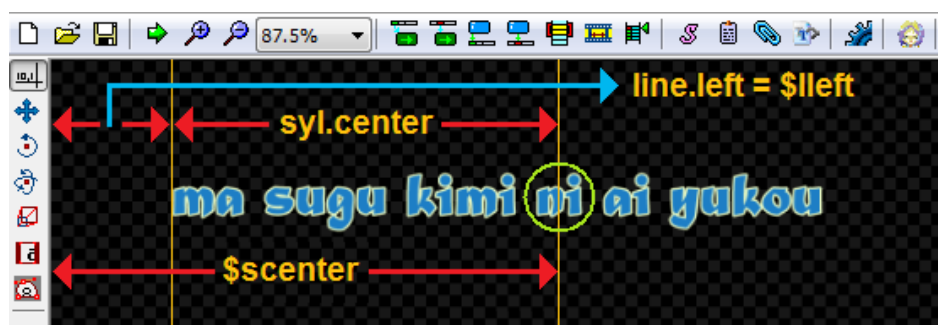 87.5%
line.left = $lleft
syl.center
ma sugu kimi ni ai yukou
$scenter